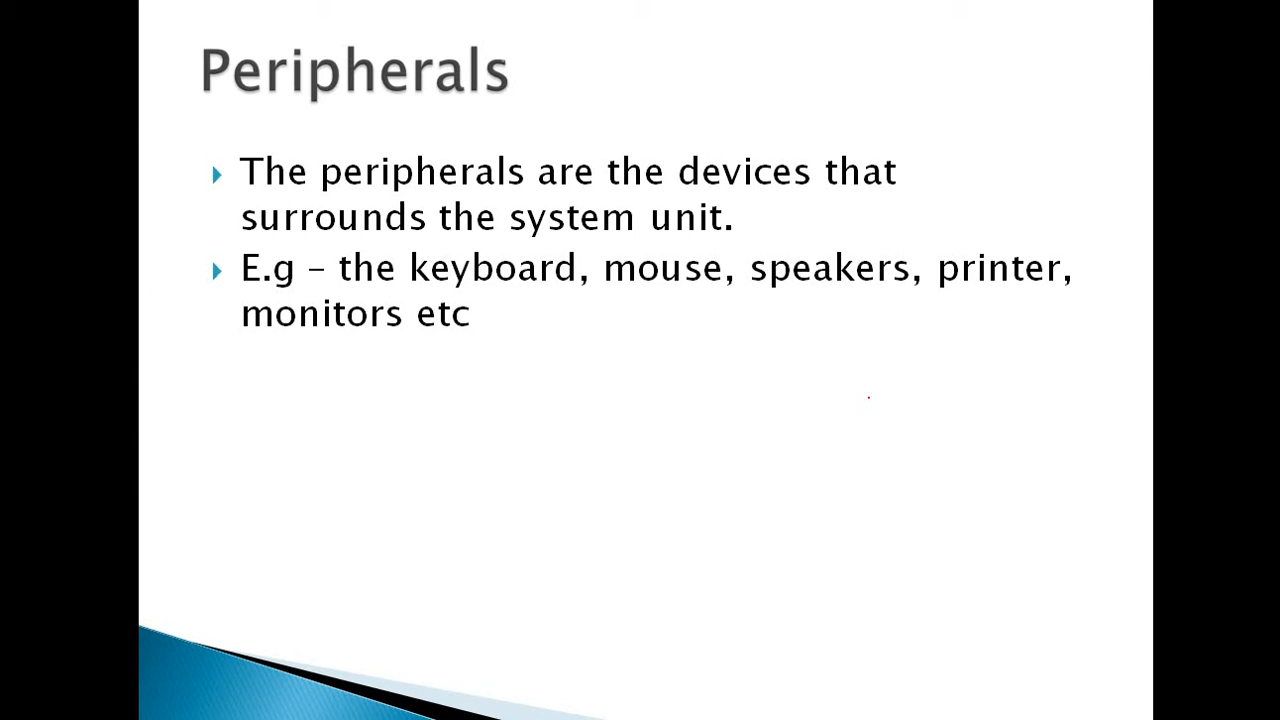 Peripherals
The peripherals are the devices that
surrounds the system unit.
E.g – the keyboard, mouse, speakers, printer,
monitors etc